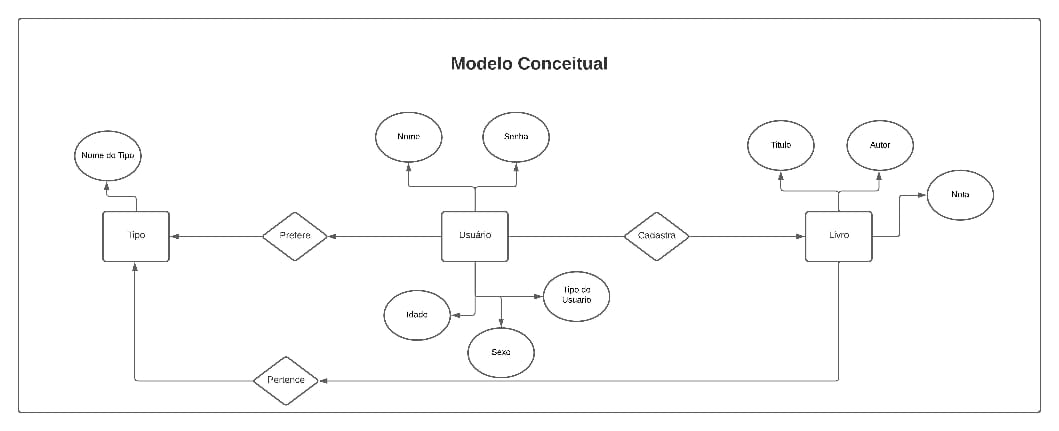 Modelo Conceitual
Nome
Senha
Titulo
Autor
Nome do Tipo
Nota
Tipo
Prefere
Usuário
Cadastra
Livro
Tipo de
Usuario
Idade
Sexo
Pertence